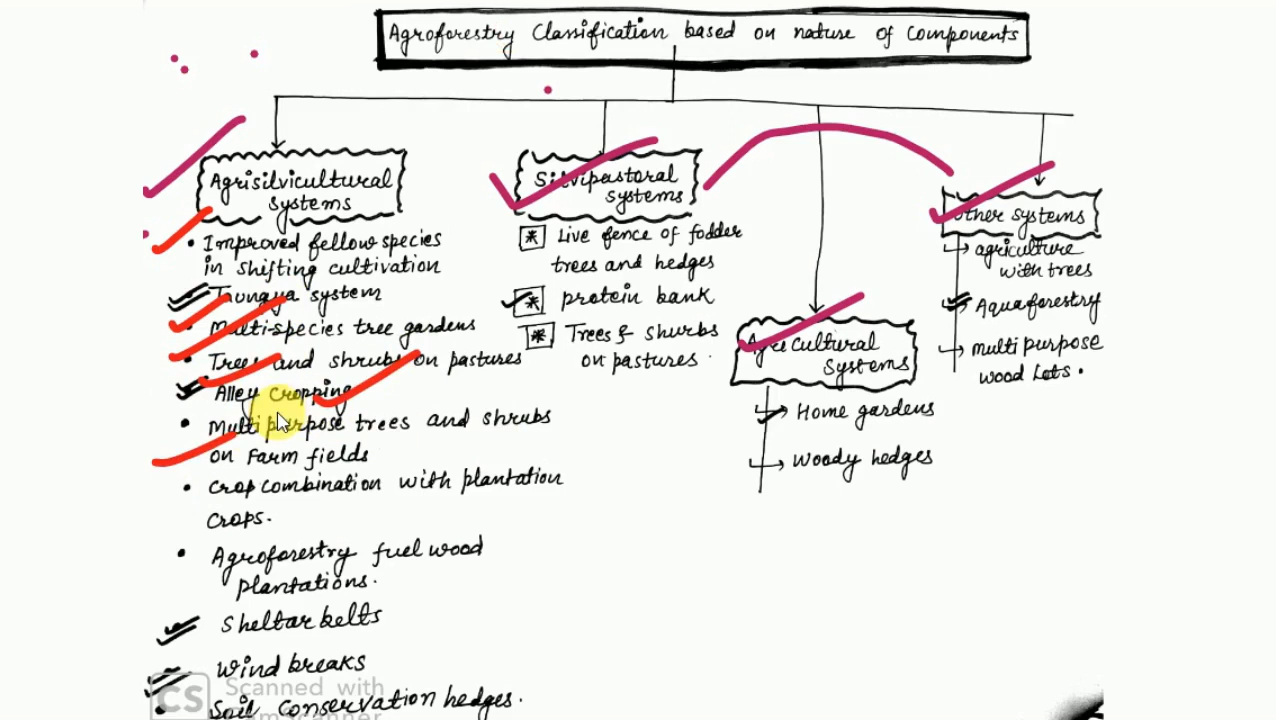 Agroforestry Classification based on nature of Components
Agrisilvicultural
systems
• Improved fellow species
in shifting cultivation
Taungya system
• Multi-species tree gardens
• Trees and shrubs on pastures
Alley cropping
• Multipurpose trees and shrubs
on Farm fields
• Crop combination with plantation
crops.
• Agroforestry fuel wood
plantations.
Sheltar belts
Wind breaks
• Soil conservation hedges.
Silvipastoral
systems
* Live fence of fodder
trees and hedges
* protein bank
* Trees & shurbs
on pastures.
systems
→ Home gardens
→ Woody hedges
other systems
→ agriculture
with trees
→ Aquaforestry
→ multi purpose
wood Lots.
CS Scanned with